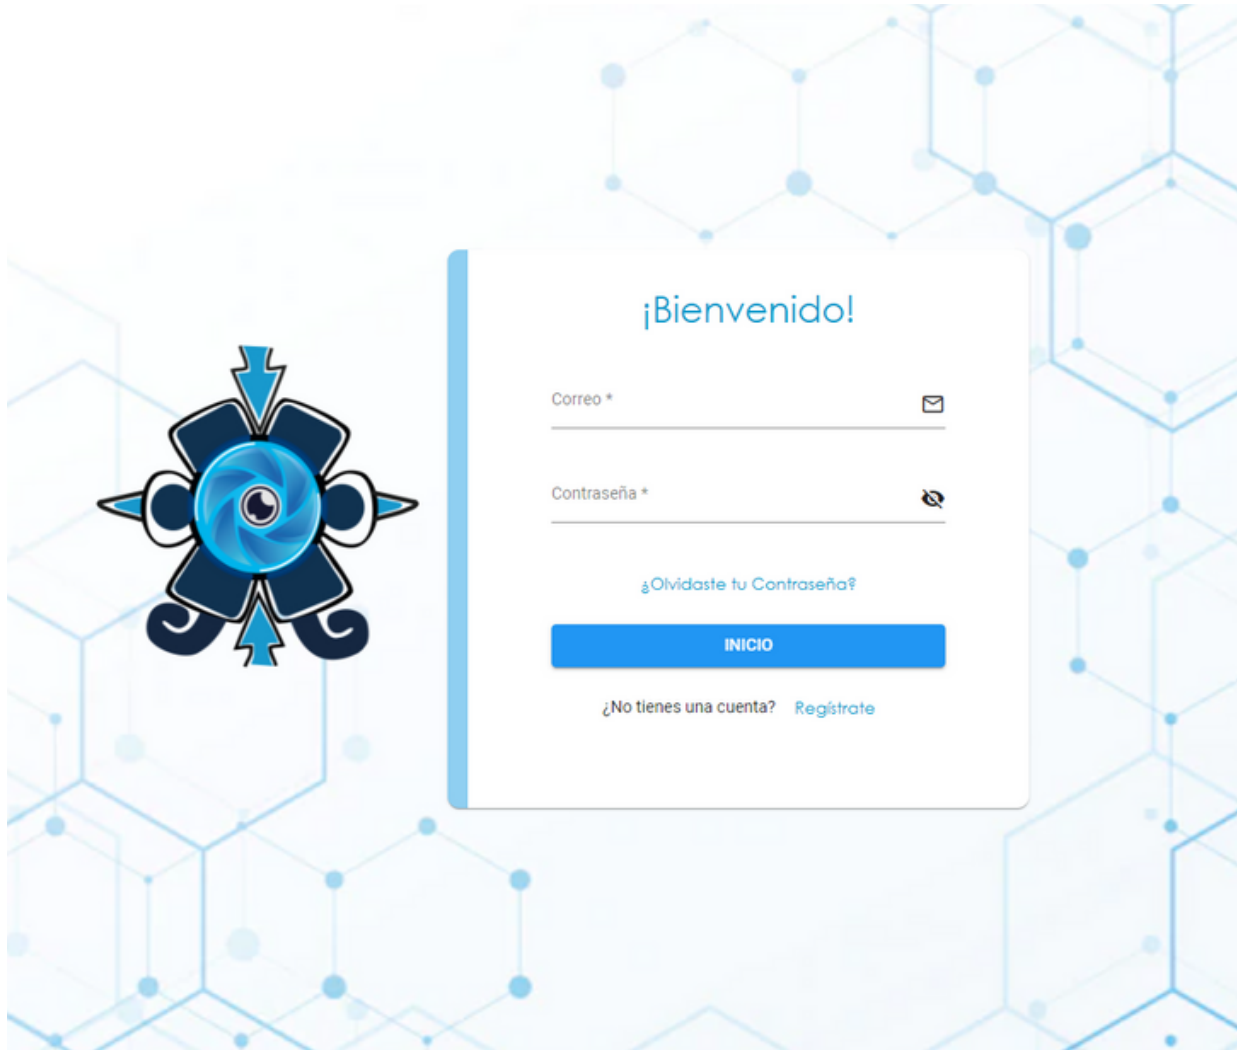 ¡Bienvenido!
Correo *
Contraseña *
¿Olvidaste tu Contraseña?
INICIO
¿No tienes una cuenta? Regístrate